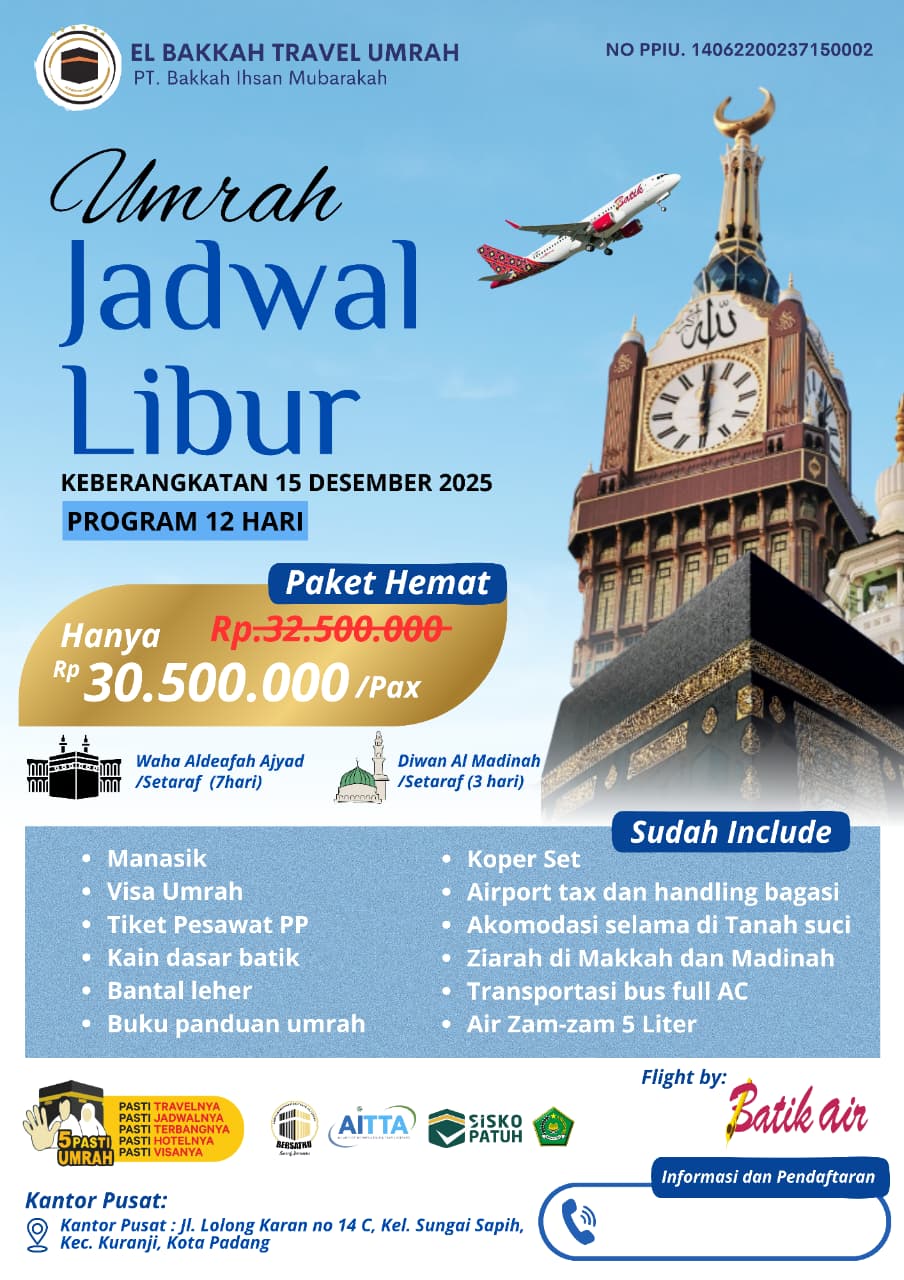 EL BAKKAH TRAVEL UMRAH
PT. Bakkah Ihsan Mubarakah
NO PPIU. 14062200237150002
Umrah
Jadwal
Libur
KEBERANGKATAN 15 DESEMBER 2025
PROGRAM 12 HARI
Batik
الله
Paket Hemat
Hanya Rp.32.500.000
Rp 30.500.000 /Pax
Waha Aldeafah Ajyad
/Setaraf (7hari)
Diwan Al Madinah
/Setaraf (3 hari)
Sudah Include
• Manasik
• Visa Umrah
• Tiket Pesawat PP
• Kain dasar batik
• Bantal leher
• Buku panduan umrah
• Koper Set
• Airport tax dan handling bagasi
• Akomodasi selama di Tanah suci
• Ziarah di Makkah dan Madinah
• Transportasi bus full AC
• Air Zam-zam 5 Liter
Flight by:
Batik air
5 PASTI
UMRAH
PASTI TRAVELNYA
PASTI JADWALNYA
PASTI TERBANGNYA
PASTI HOTELNYA
PASTI VISANYA
BERSATHU
AITTA
SISKO
PATUH
Informasi dan Pendaftaran
Kantor Pusat:
Kantor Pusat : Jl. Lolong Karan no 14 C, Kel. Sungai Sapih,
Kec. Kuranji, Kota Padang